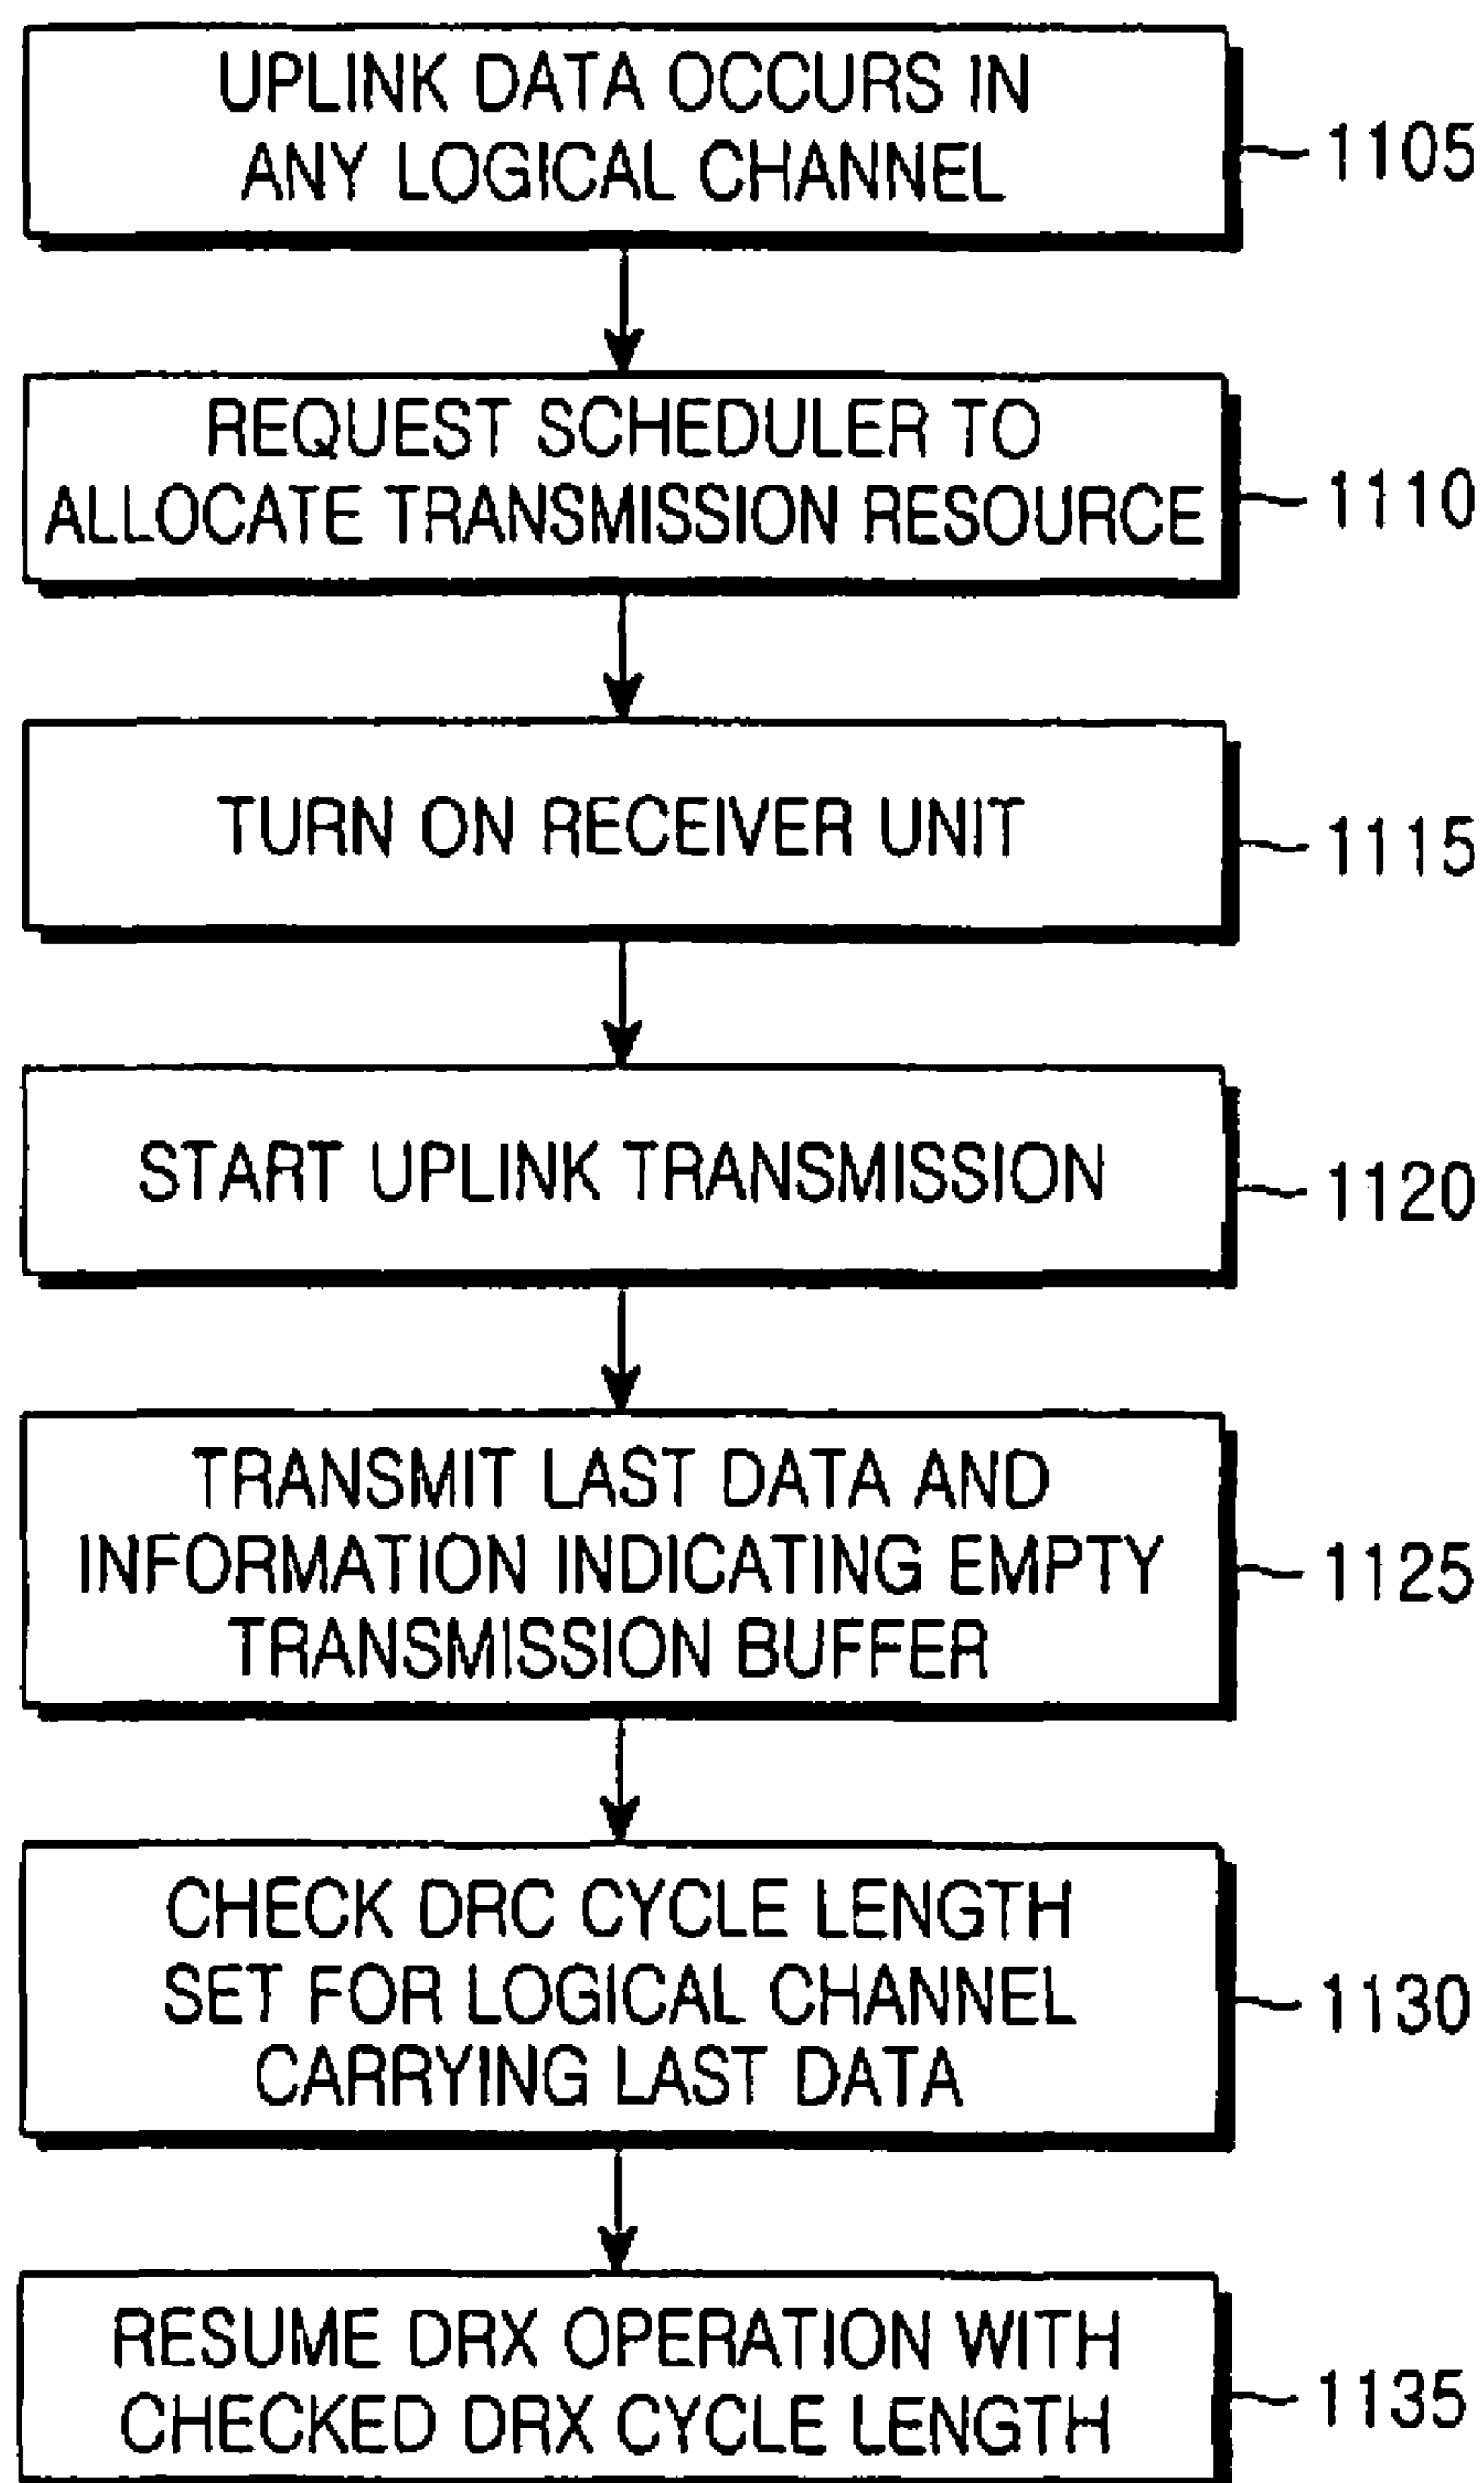 UPLINK DATA OCCURS IN
ANY LOGICAL CHANNEL
1105
REQUEST SCHEDULER TO
ALLOCATE TRANSMISSION RESOURCE
1110
TURN ON RECEIVER UNIT
1115
START UPLINK TRANSMISSION
1120
TRANSMIT LAST DATA AND
INFORMATION INDICATING EMPTY
TRANSMISSION BUFFER
1125
CHECK DRC CYCLE LENGTH
SET FOR LOGICAL CHANNEL
CARRYING LAST DATA
1130
RESUME DRX OPERATION WITH
CHECKED DRX CYCLE LENGTH
1135